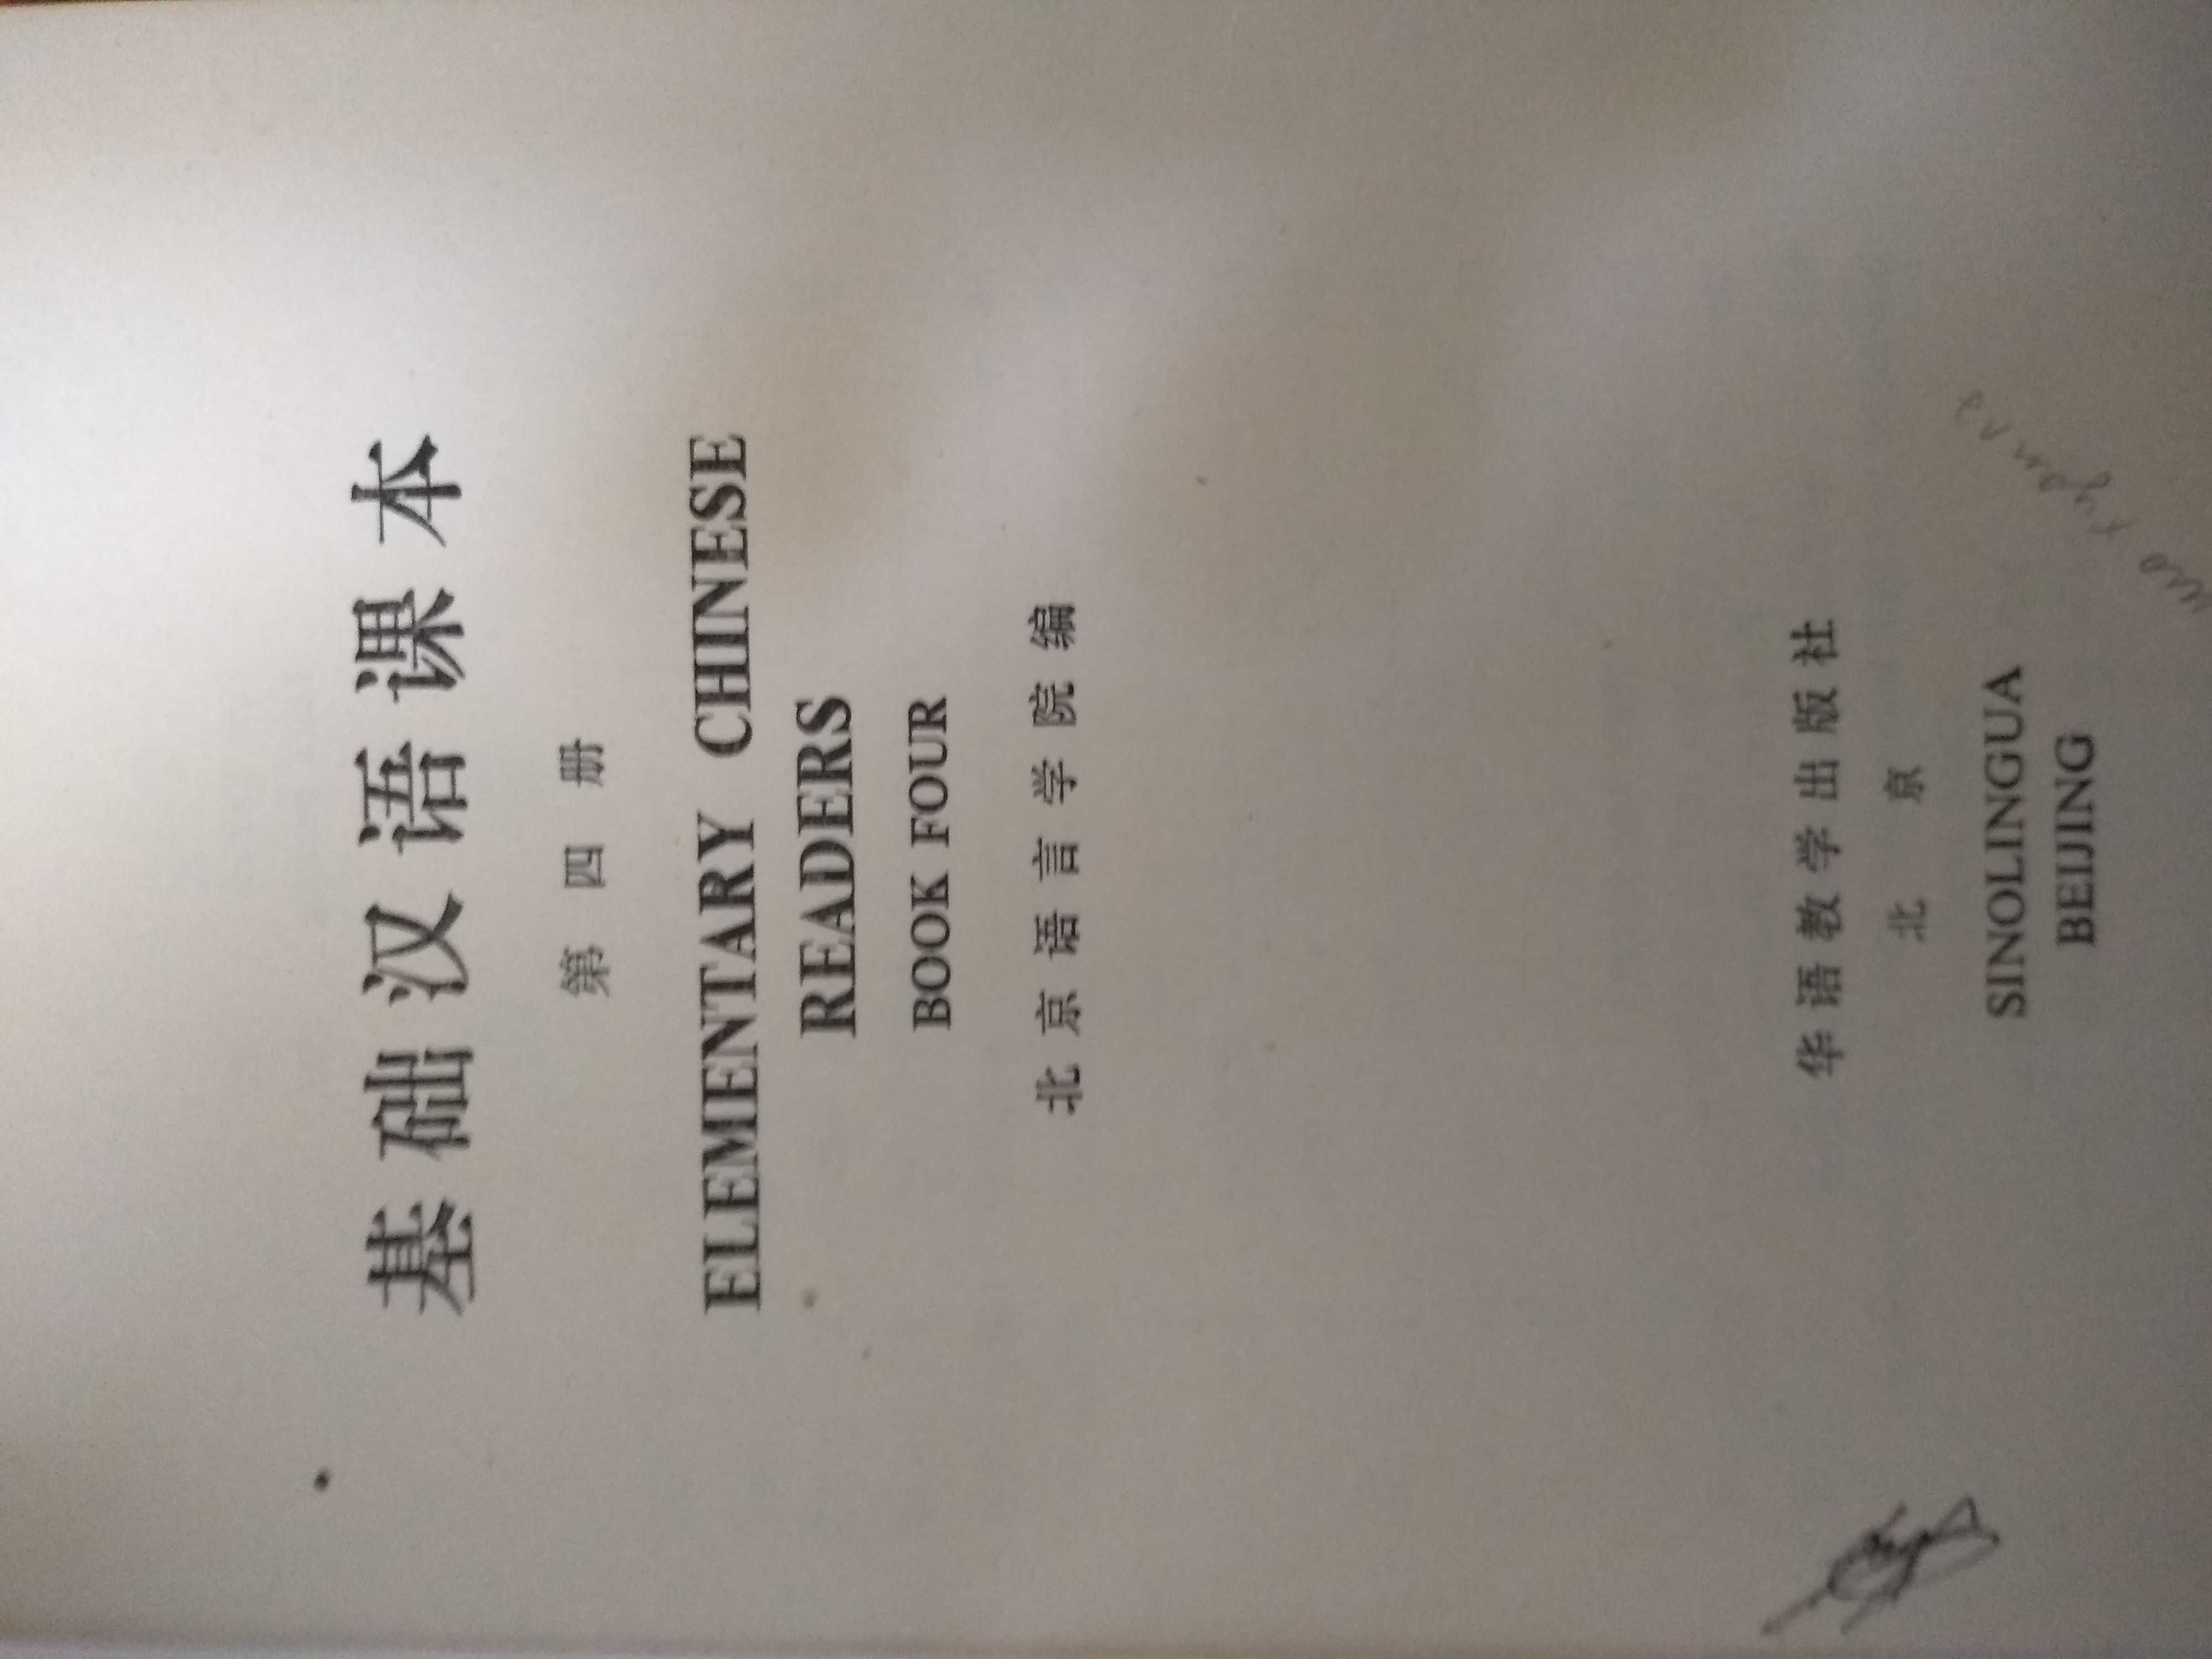 基础汉语课本
第四册
ELEMENTARY CHINESE
READERS
BOOK FOUR
北京语言学院编
华语教学出版社
北京
SINOLINGUA
BEIJING